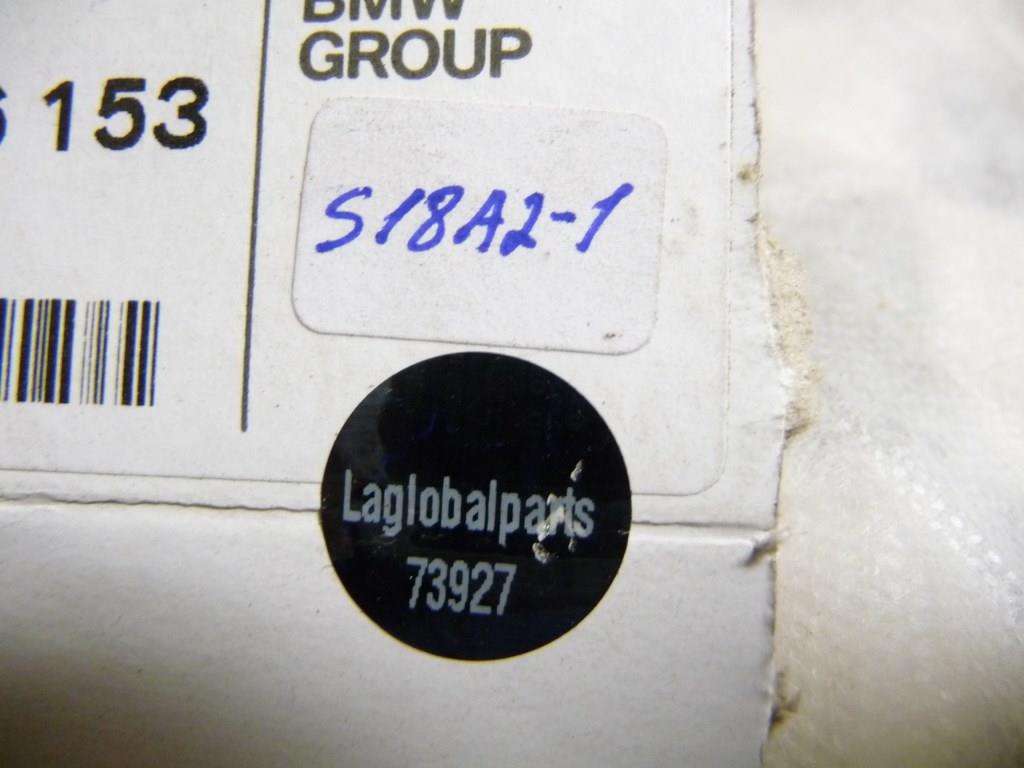 BMW
GROUP
153
S18A2-1
Laglobalparts
73927